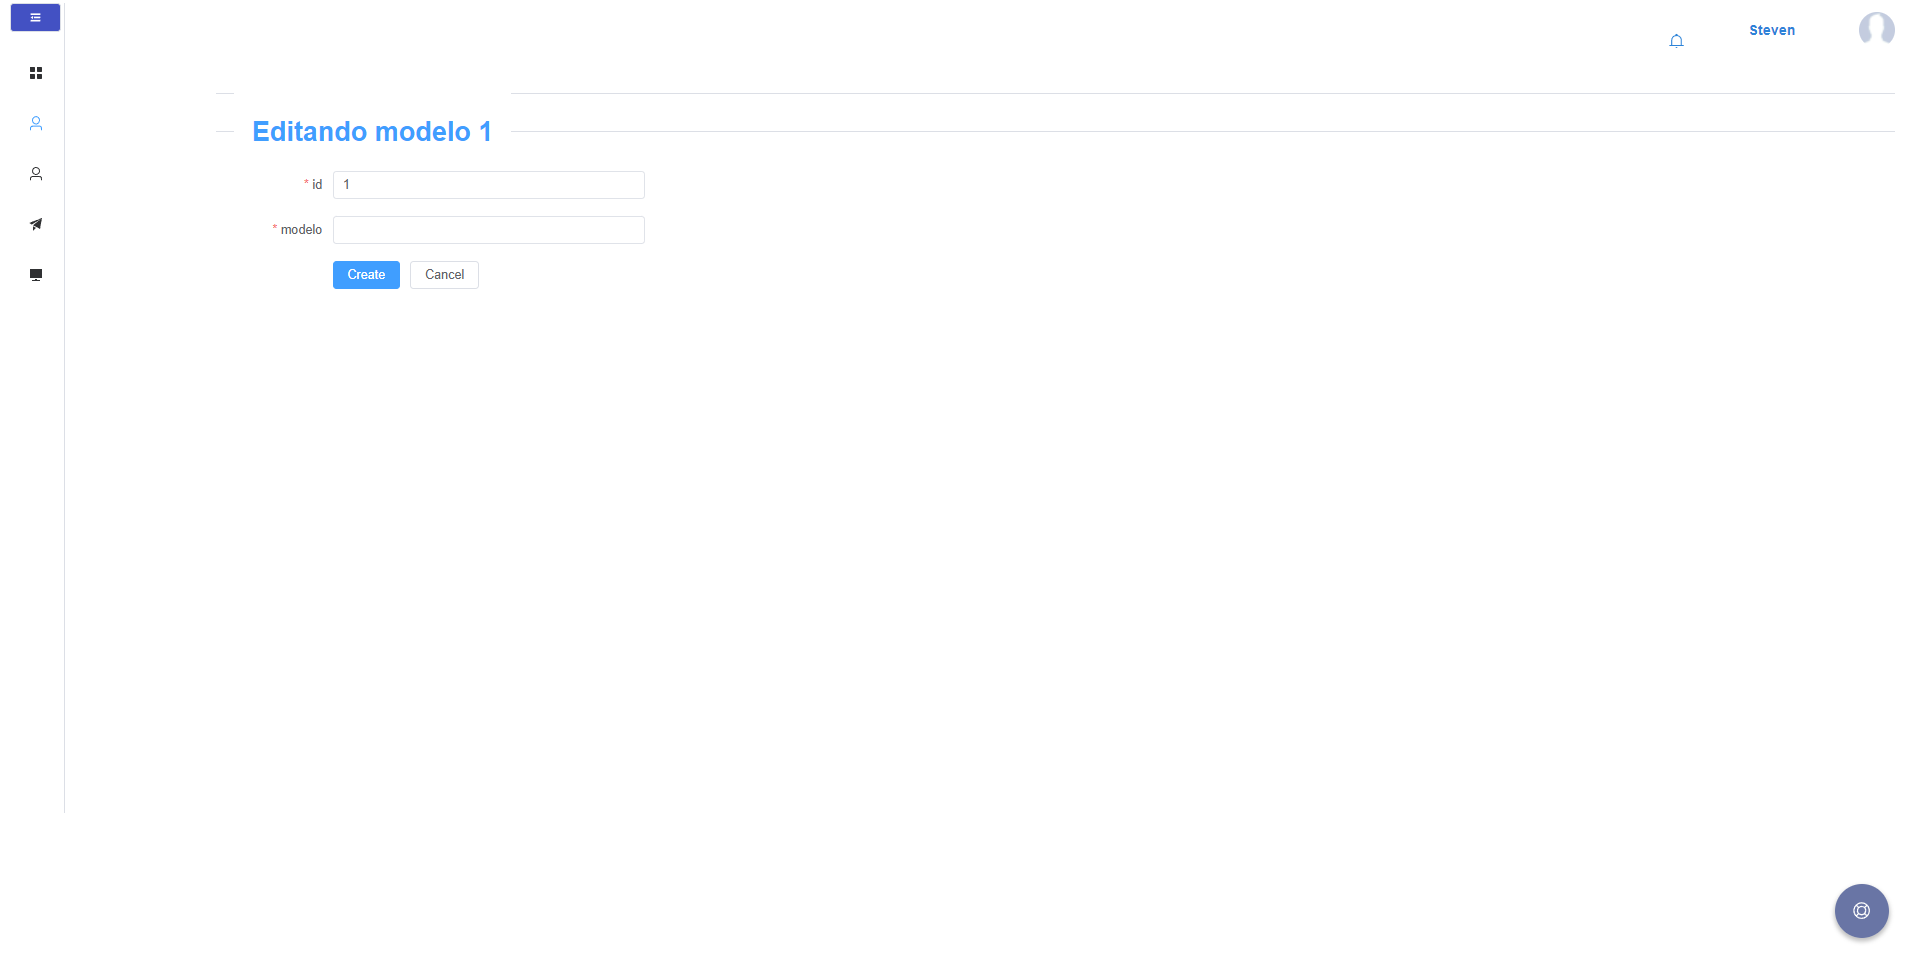 Steven
Editando modelo 1
* id 1
* modelo
Create Cancel